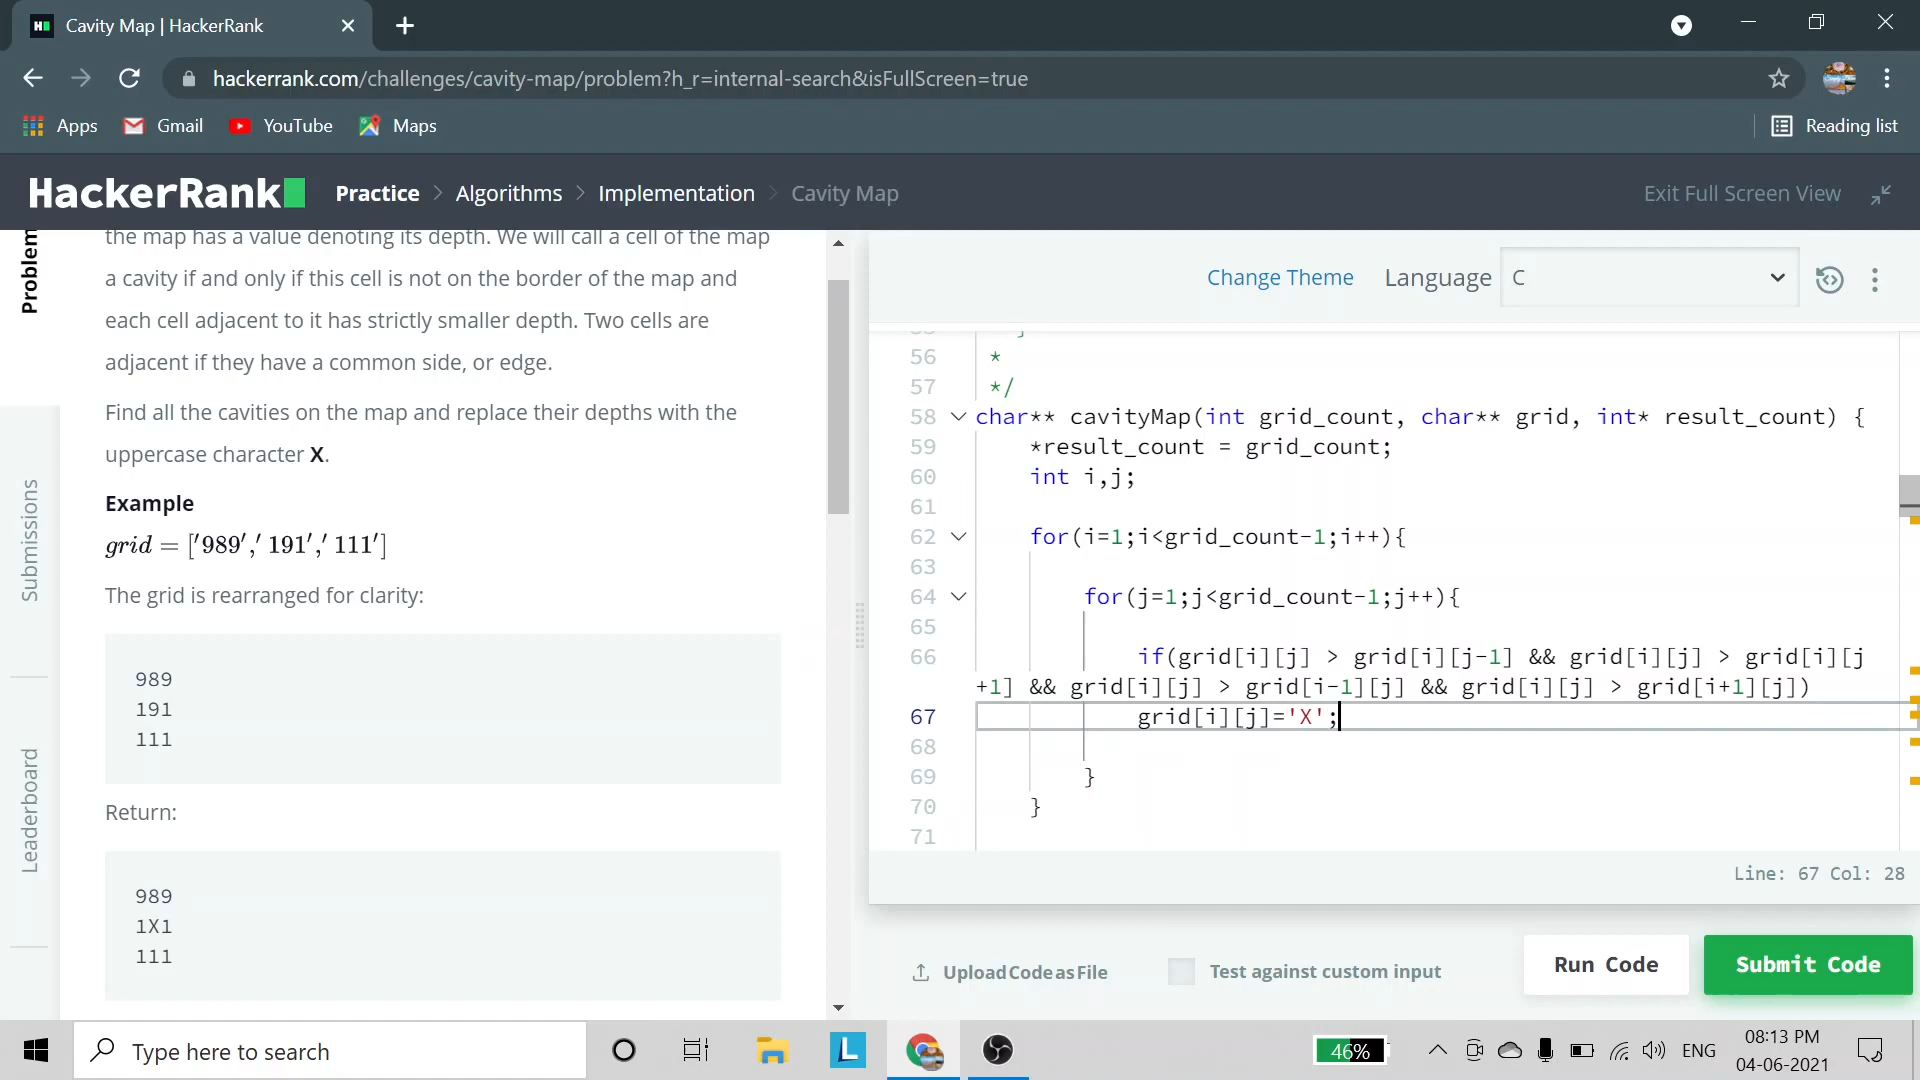 Cavity Map | HackerRank
hackerrank.com/challenges/cavity-map/problem?h_r=internal-search&isFullScreen=true
Apps Gmail YouTube Maps Reading list
HackerRank Practice > Algorithms > Implementation > Cavity Map Exit Full Screen View
Problem
Submissions
Leaderboard
the map has a value denoting its depth. We will call a cell of the map
a cavity if and only if this cell is not on the border of the map and
each cell adjacent to it has strictly smaller depth. Two cells are
adjacent if they have a common side, or edge.
Find all the cavities on the map and replace their depths with the
uppercase character X.
Example
grid = ['989','191','111']
The grid is rearranged for clarity:
989
191
111
Return:
989
1X1
111
Change Theme Language C
56 *
57 */
58 char** cavityMap(int grid_count, char** grid, int* result_count) {
59 *result_count = grid_count;
60 int i,j;
61
62 for(i=1;i<grid_count-1;i++){
63
64 for(j=1;j<grid_count-1;j++){
65
66 if(grid[i][j] > grid[i][j-1] && grid[i][j] > grid[i][j
+1] && grid[i][j] > grid[i-1][j] && grid[i][j] > grid[i+1][j])
67 grid[i][j]='X';
68
69 }
70 }
71
Line: 67 Col: 28
Upload Code as File Test against custom input Run Code Submit Code
Type here to search
L
46%
ENG
08:13 PM
04-06-2021